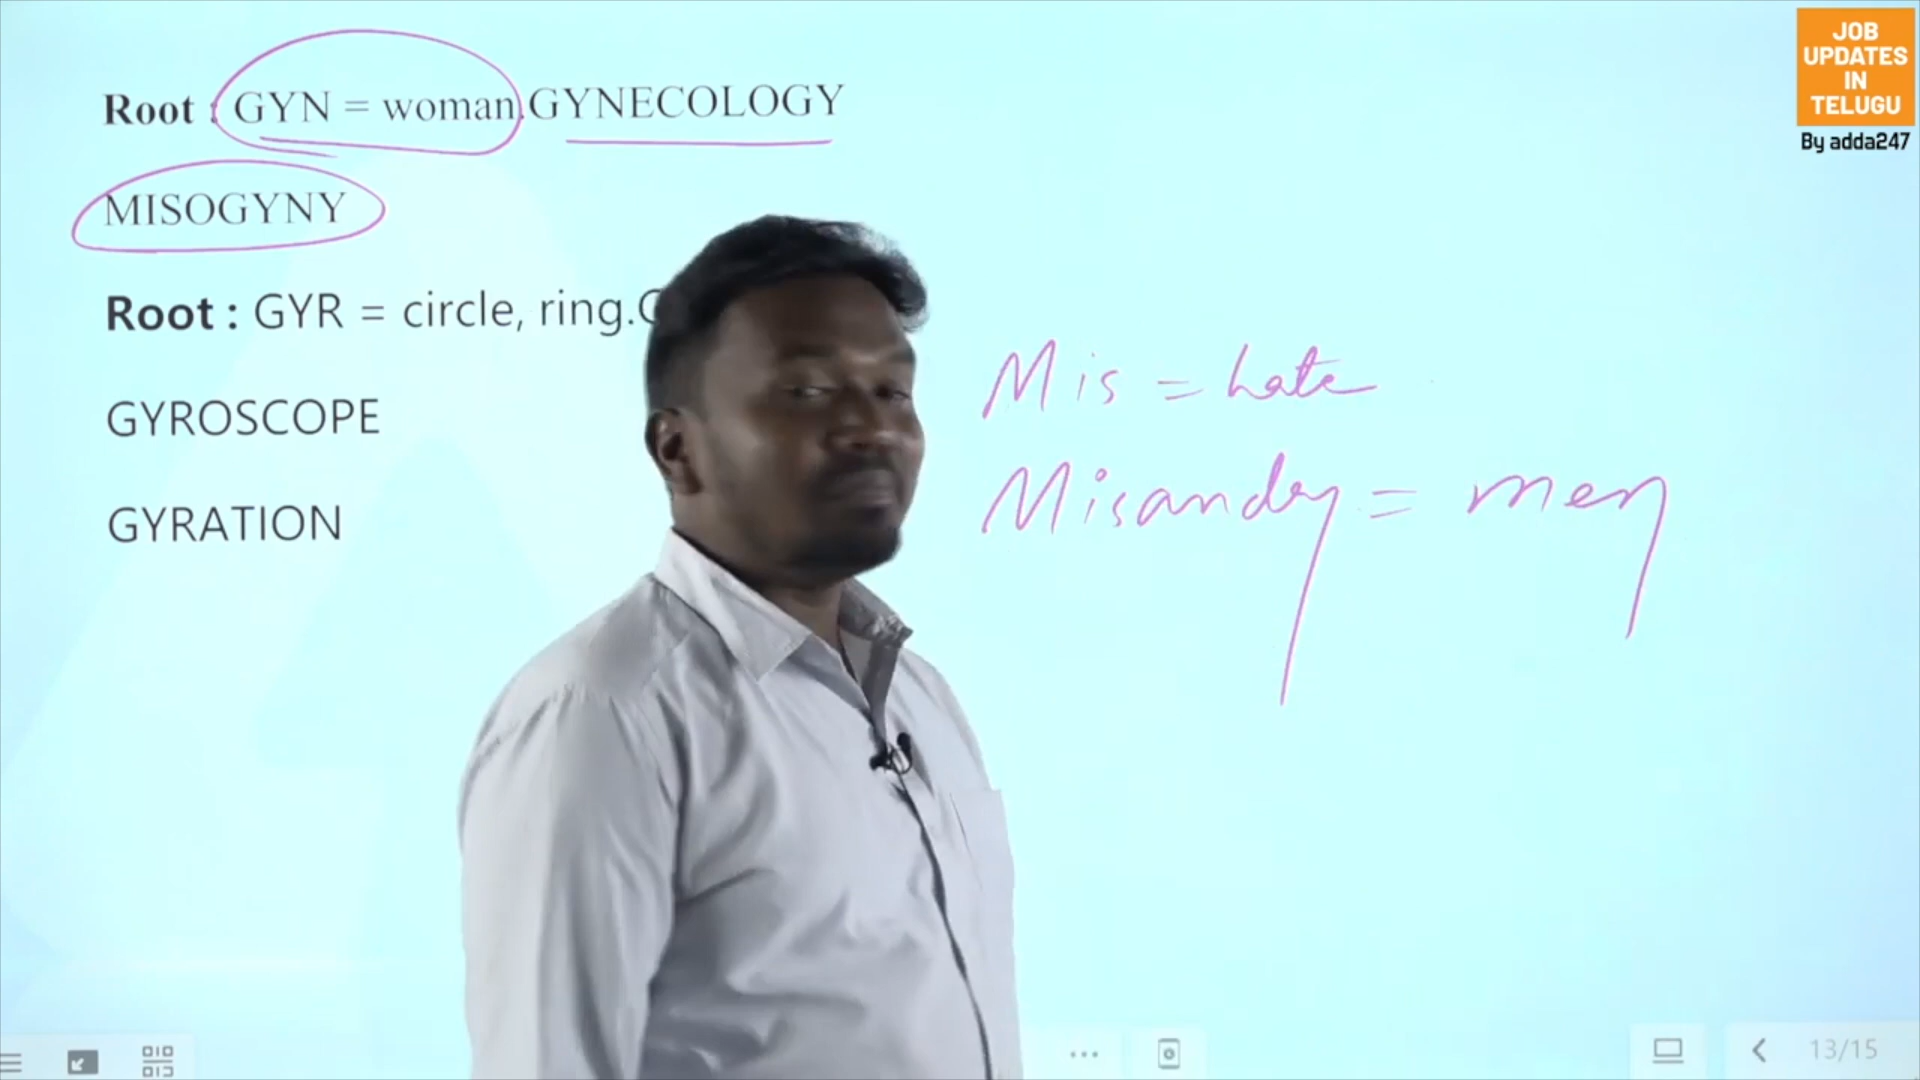 Root : GYN = woman.GYNECOLOGY
MISOGYNY
Root : GYR = circle, ring.G
GYROSCOPE
GYRATION
Mis = hate
Misandry = men
JOB
UPDATES
IN
TELUGU
By adda247
13/15